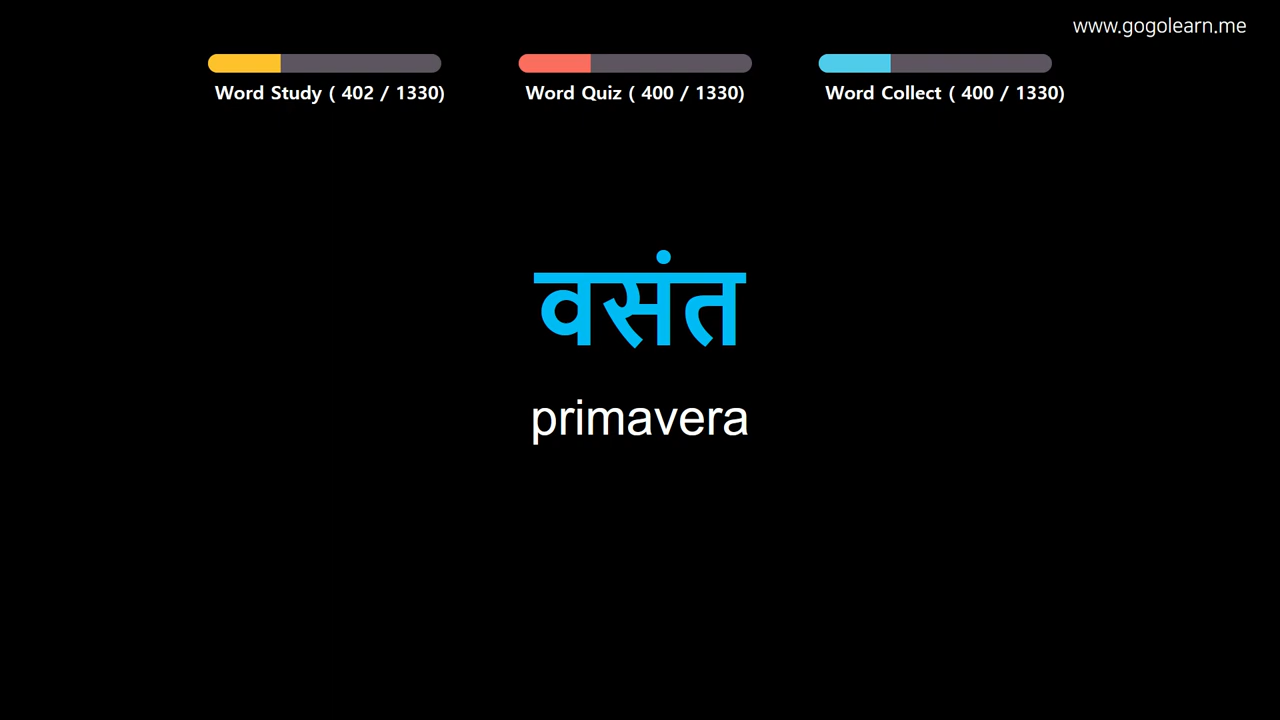 www.gogolearn.me
Word Study ( 402 / 1330)
Word Quiz ( 400 / 1330)
Word Collect ( 400 / 1330)
वसंत
primavera